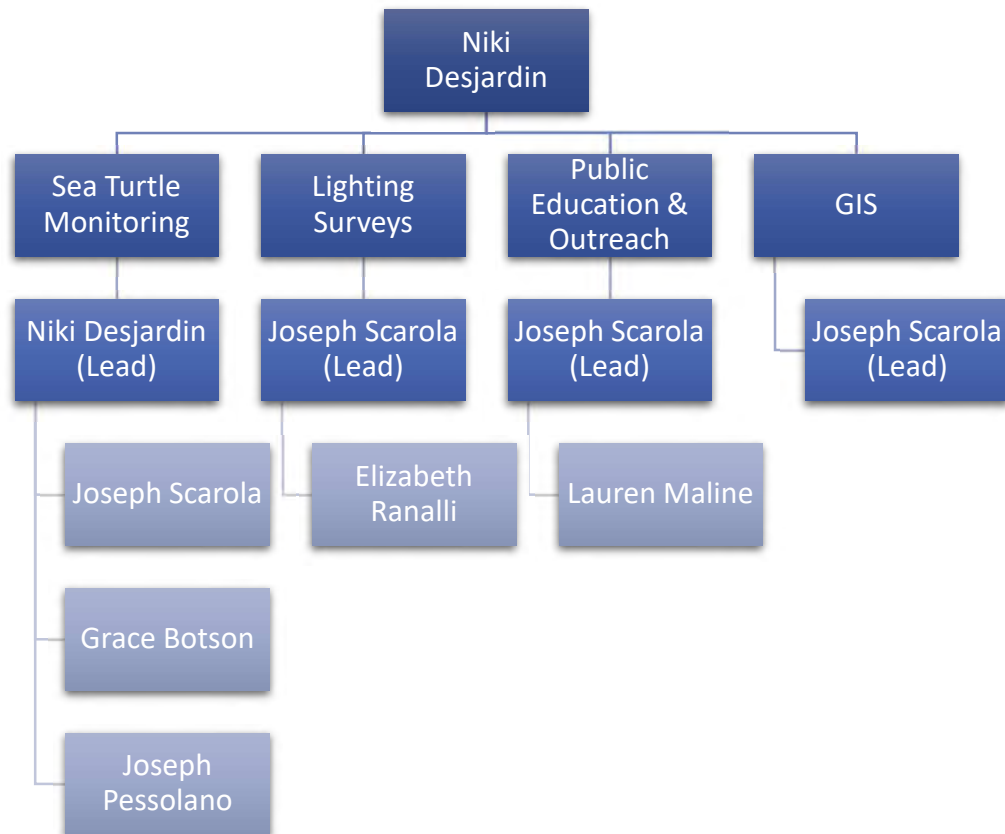 Niki
Desjardin
Sea Turtle
Monitoring
Lighting
Surveys
Public
Education &
Outreach
GIS
Niki Desjardin
(Lead)
Joseph Scarola
(Lead)
Joseph Scarola
(Lead)
Joseph Scarola
(Lead)
Joseph Scarola
Elizabeth
Ranalli
Lauren Maline
Grace Botson
Joseph
Pessolano